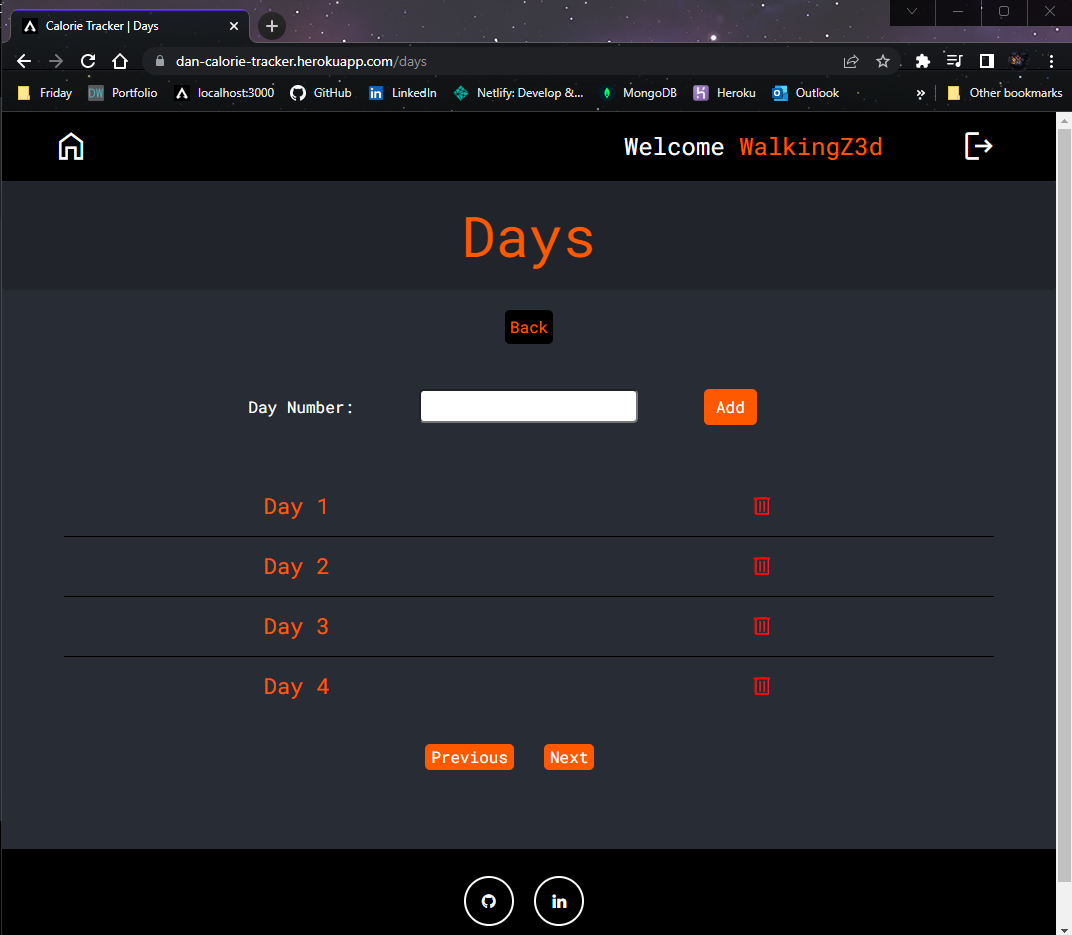 Calorie Tracker | Days
dan-calorie-tracker.herokuapp.com/days
Friday DW Portfolio localhost:3000 GitHub LinkedIn Netlify: Develop &... MongoDB Heroku Outlook » Other bookmarks
Welcome WalkingZ3d
Days
Back
Day Number: Add
Day 1
Day 2
Day 3
Day 4
Previous Next
in